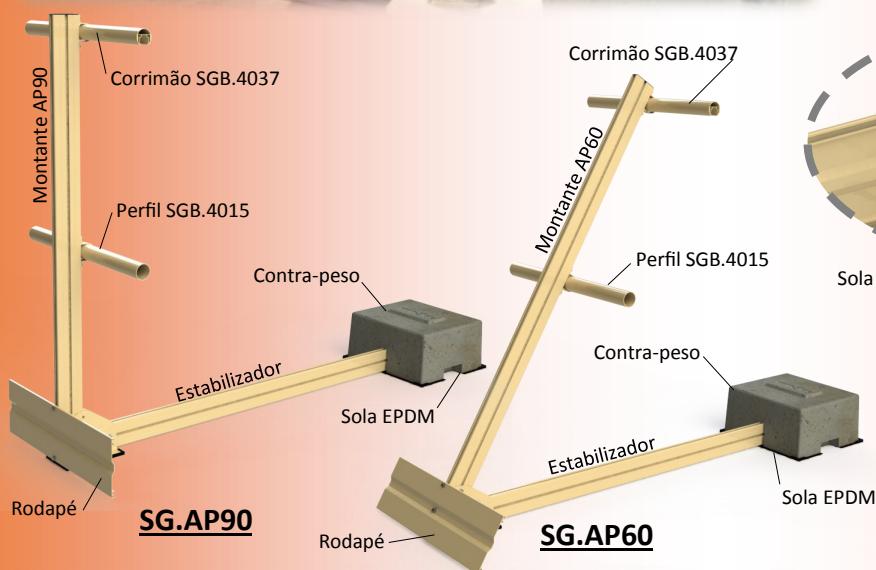 Corrimão SGB.4037
Montante AP90
Perfil SGB.4015
Contra-peso
Estabilizador
Sola EPDM
Rodapé
SG.AP90
Corrimão SGB.4037
Montante AP60
Perfil SGB.4015
Contra-peso
Estabilizador
Sola EPDM
Rodapé
SG.AP60
Sola